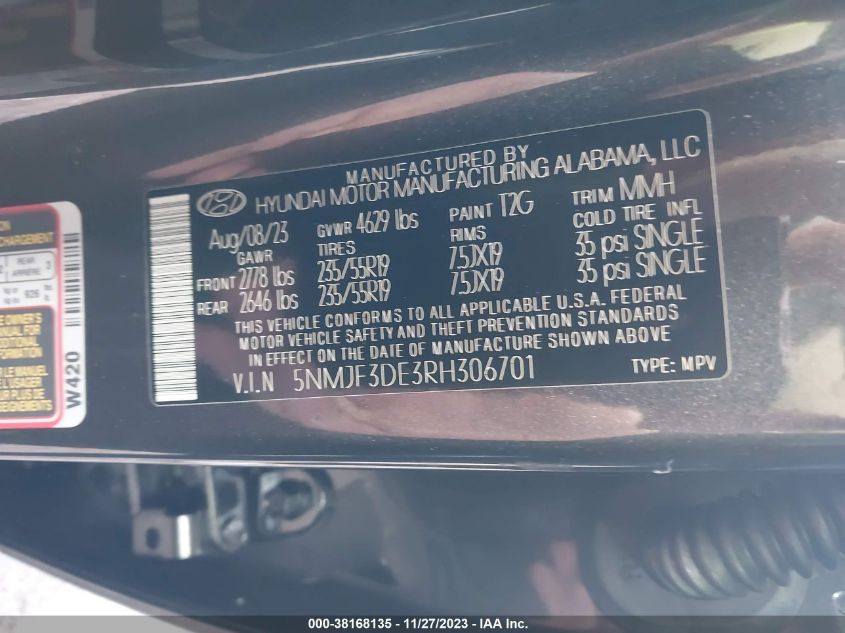 MANUFACTURED BY
HYUNDAI MOTOR MANUFACTURING ALABAMA, LLC
Aug/08/23 GVWR 4629 lbs PAINT T2G TRIM MMH
GAWR TIRES RIMS COLD TIRE INFL
FRONT 2778 lbs 235/55R19 7.5JX19 35 psi SINGLE
REAR 2646 lbs 235/55R19 7.5JX19 35 psi SINGLE
THIS VEHICLE CONFORMS TO ALL APPLICABLE U.S.A. FEDERAL
MOTOR VEHICLE SAFETY AND THEFT PREVENTION STANDARDS
IN EFFECT ON THE DATE OF MANUFACTURE SHOWN ABOVE
V.I.N 5NMJF3DE3RH306701 TYPE: MPV
REAR
ARRIERE
W420
000-38168135 - 11/27/2023 - IAA Inc.